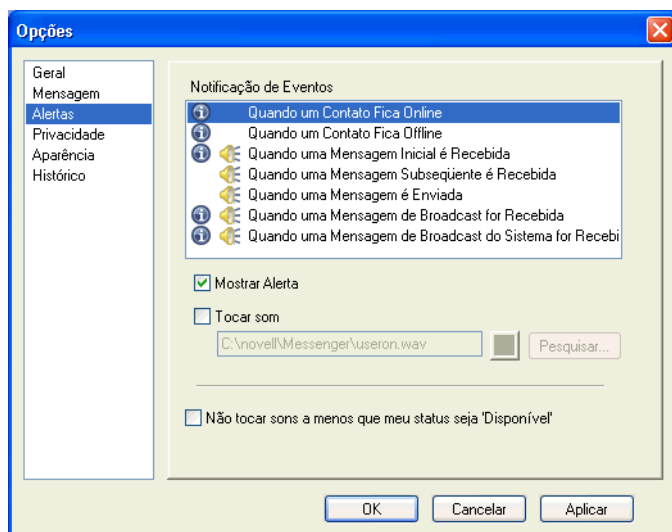 Opções
Geral
Mensagem
Alertas
Privacidade
Aparência
Histórico
Notificação de Eventos
Quando um Contato Fica Online
Quando um Contato Fica Offline
Quando uma Mensagem Inicial é Recebida
Quando uma Mensagem Subseqüente é Recebida
Quando uma Mensagem é Enviada
Quando uma Mensagem de Broadcast for Recebida
Quando uma Mensagem de Broadcast do Sistema for Recebi
Mostrar Alerta
Tocar som
C:\novell\Messenger\useron.wav
Pesquisar...
Não tocar sons a menos que meu status seja 'Disponível'
OK
Cancelar
Aplicar